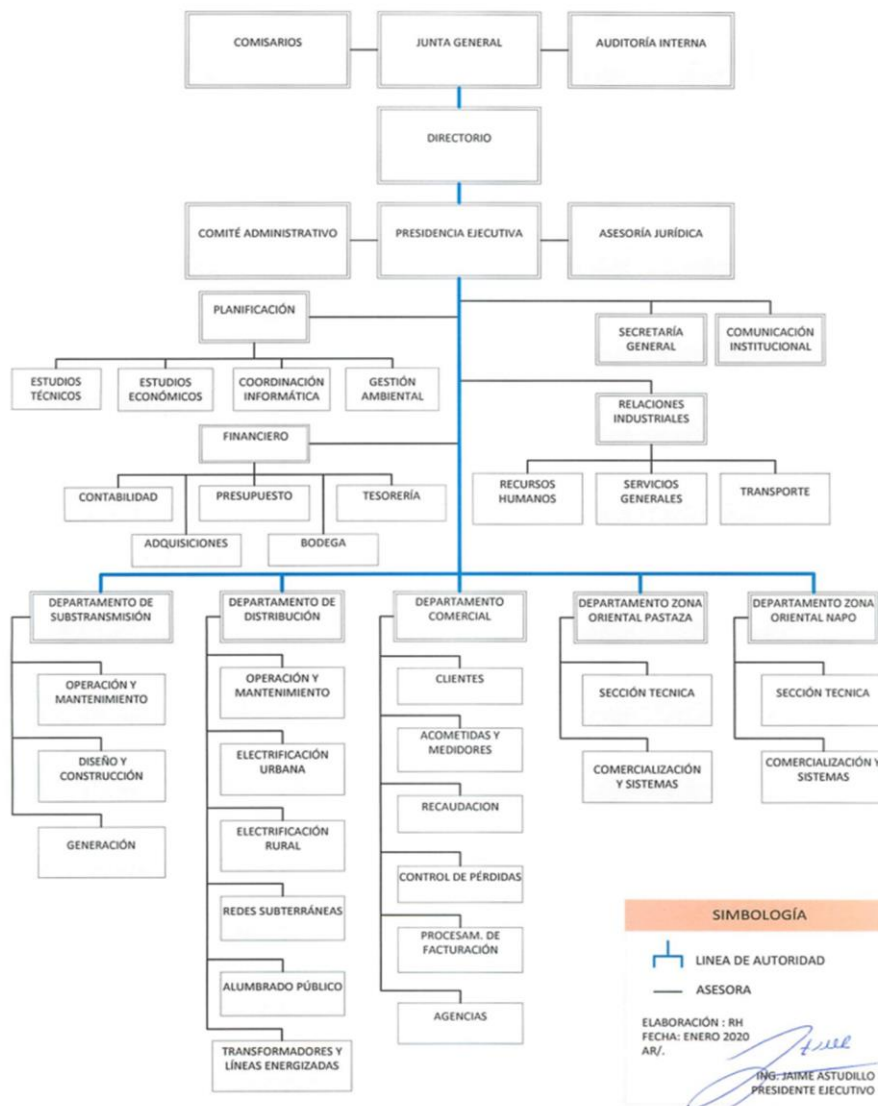 COMISARIOS
JUNTA GENERAL
AUDITORÍA INTERNA
DIRECTORIO
COMITÉ ADMINISTRATIVO
PRESIDENCIA EJECUTIVA
ASESORÍA JURÍDICA
PLANIFICACIÓN
SECRETARÍA
GENERAL
COMUNICACIÓN
INSTITUCIONAL
ESTUDIOS
TÉCNICOS
ESTUDIOS
ECONÓMICOS
COORDINACIÓN
INFORMÁTICA
GESTIÓN
AMBIENTAL
RELACIONES
INDUSTRIALES
FINANCIERO
RECURSOS
HUMANOS
SERVICIOS
GENERALES
TRANSPORTE
CONTABILIDAD
PRESUPUESTO
TESORERÍA
ADQUISICIONES
BODEGA
DEPARTAMENTO DE
SUBSTRANSMISIÓN
OPERACIÓN Y
MANTENIMIENTO
DISEÑO Y
CONSTRUCCIÓN
GENERACIÓN
DEPARTAMENTO DE
DISTRIBUCIÓN
OPERACIÓN Y
MANTENIMIENTO
ELECTRIFICACIÓN
URBANA
ELECTRIFICACIÓN
RURAL
REDES SUBTERRÁNEAS
ALUMBRADO PÚBLICO
TRANSFORMADORES Y
LÍNEAS ENERGIZADAS
DEPARTAMENTO
COMERCIAL
CLIENTES
ACOMETIDAS Y
MEDIDORES
RECAUDACION
CONTROL DE PÉRDIDAS
PROCESAM. DE
FACTURACIÓN
AGENCIAS
DEPARTAMENTO ZONA
ORIENTAL PASTAZA
SECCIÓN TECNICA
COMERCIALIZACIÓN
Y SISTEMAS
DEPARTAMENTO ZONA
ORIENTAL NAPO
SECCIÓN TECNICA
COMERCIALIZACIÓN Y
SISTEMAS
SIMBOLOGÍA
LINEA DE AUTORIDAD
ASESORA
ELABORACIÓN : RH
FECHA: ENERO 2020
AR/.
ING. JAIME ASTUDILLO
PRESIDENTE EJECUTIVO